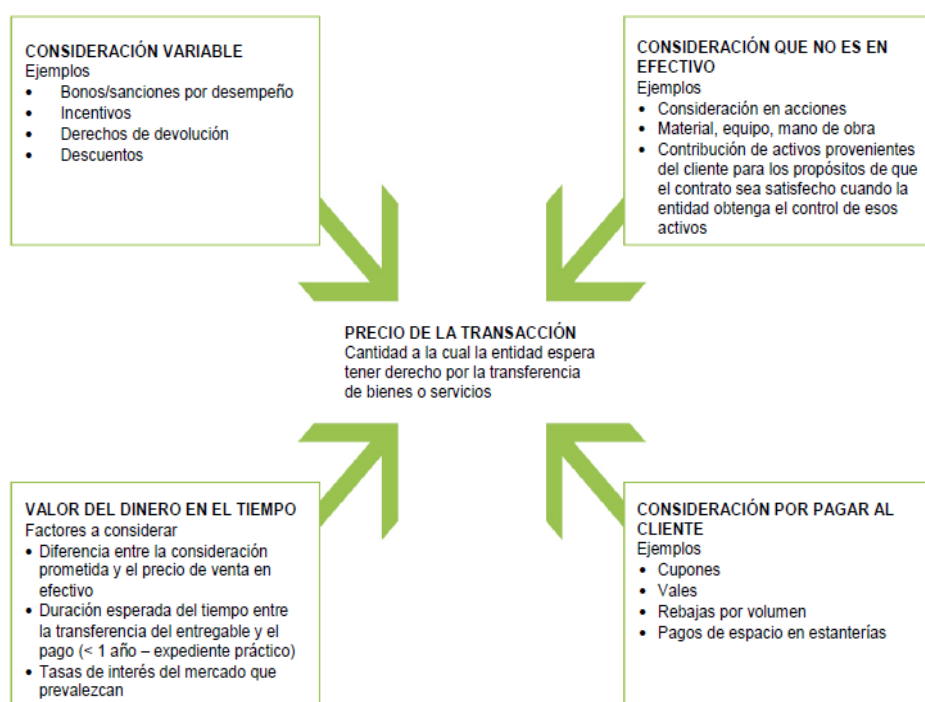 CONSIDERACIÓN VARIABLE
Ejemplos
• Bonos/sanciones por desempeño
• Incentivos
• Derechos de devolución
• Descuentos
CONSIDERACIÓN QUE NO ES EN
EFECTIVO
Ejemplos
• Consideración en acciones
• Material, equipo, mano de obra
• Contribución de activos provenientes
del cliente para los propósitos de que
el contrato sea satisfecho cuando la
entidad obtenga el control de esos
activos
PRECIO DE LA TRANSACCIÓN
Cantidad a la cual la entidad espera
tener derecho por la transferencia
de bienes o servicios
VALOR DEL DINERO EN EL TIEMPO
Factores a considerar
• Diferencia entre la consideración
prometida y el precio de venta en
efectivo
• Duración esperada del tiempo entre
la transferencia del entregable y el
pago (< 1 año – expediente práctico)
• Tasas de interés del mercado que
prevalezcan
CONSIDERACIÓN POR PAGAR AL
CLIENTE
Ejemplos
• Cupones
• Vales
• Rebajas por volumen
• Pagos de espacio en estanterías